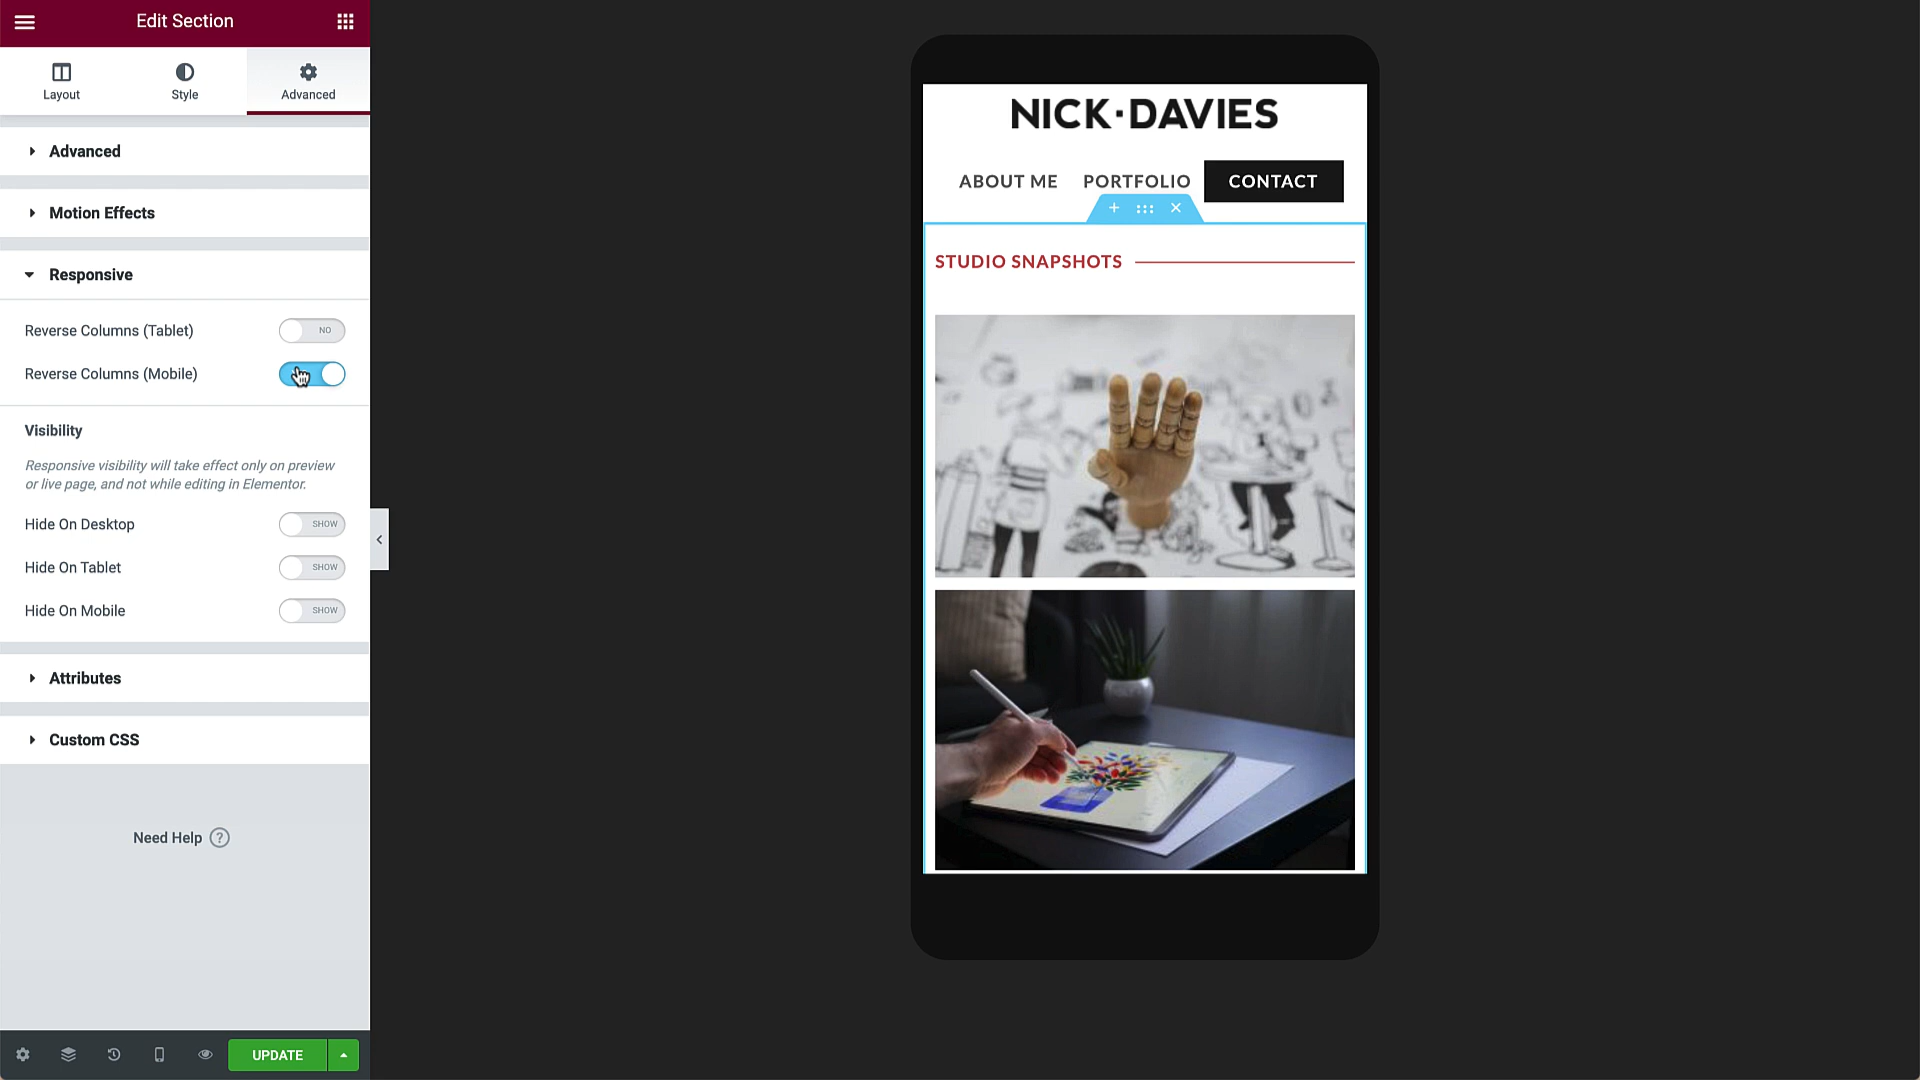 Edit Section
Layout
Style
Advanced
Advanced
Motion Effects
Responsive
Reverse Columns (Tablet)
NO
Reverse Columns (Mobile)
Visibility
Responsive visibility will take effect only on preview
or live page, and not while editing in Elementor.
Hide On Desktop
SHOW
Hide On Tablet
SHOW
Hide On Mobile
SHOW
Attributes
Custom CSS
Need Help ?
UPDATE
NICK·DAVIES
ABOUT ME
PORTFOLIO
CONTACT
STUDIO SNAPSHOTS